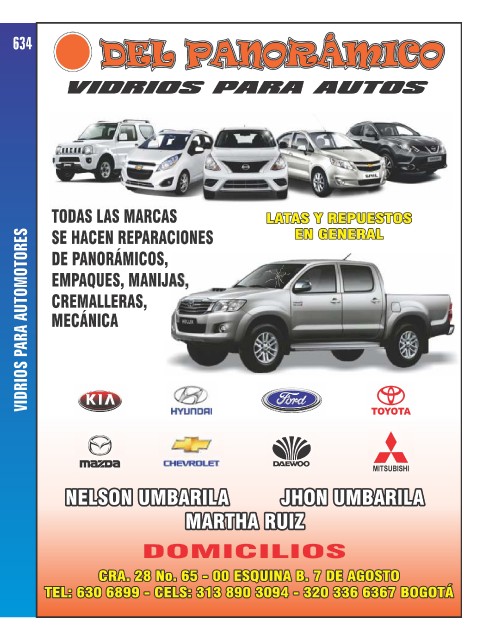 634
VIDRIOS PARA AUTOMOTORES
DEL PANORÁMICO
VIDRIOS PARA AUTOS
TODAS LAS MARCAS
SE HACEN REPARACIONES
DE PANORÁMICOS,
EMPAQUES, MANIJAS,
CREMALLERAS,
MECÁNICA
LATAS Y REPUESTOS
EN GENERAL
KIA
HYUNDAI
Ford
TOYOTA
mazda
CHEVROLET
DAEWOO
MITSUBISHI
NELSON UMBARILA JHON UMBARILA
MARTHA RUIZ
DOMICILIOS
CRA. 28 No. 65 - 00 ESQUINA B. 7 DE AGOSTO
TEL: 630 6899 - CELS: 313 890 3094 - 320 336 6367 BOGOTÁ